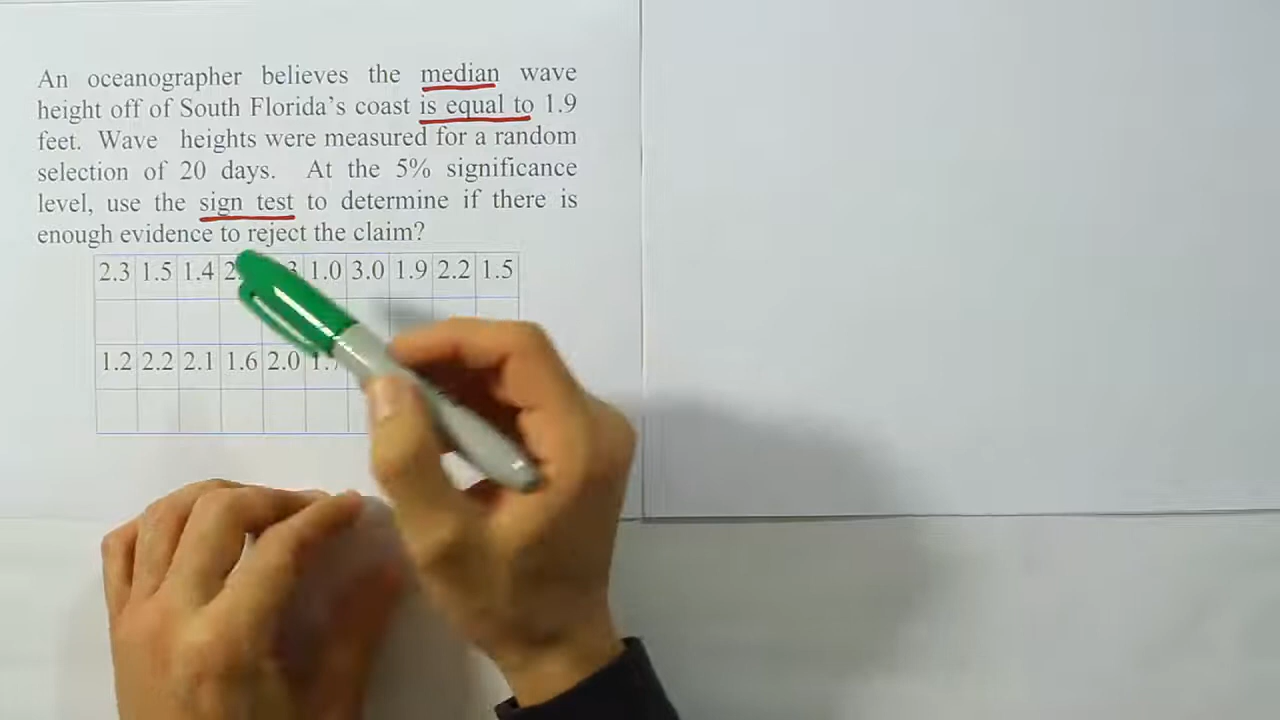 An oceanographer believes the median wave
height off of South Florida's coast is equal to 1.9
feet. Wave heights were measured for a random
selection of 20 days. At the 5% significance
level, use the sign test to determine if there is
enough evidence to reject the claim?
2.3 1.5 1.4 1.0 3.0 1.9 2.2 1.5
1.2 2.2 2.1 1.6 2.0